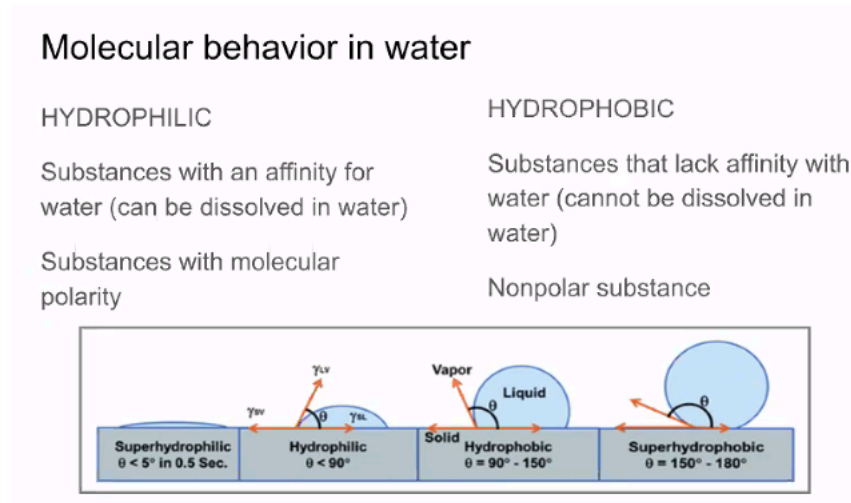 Molecular behavior in water
HYDROPHILIC
Substances with an affinity for
water (can be dissolved in water)
Substances with molecular
polarity
HYDROPHOBIC
Substances that lack affinity with
water (cannot be dissolved in
water)
Nonpolar substance
γLV
γSV
θ
γSL
Vapor
Liquid
θ
Solid
θ
Superhydrophilic
θ < 5° in 0.5 Sec.
Hydrophilic
θ < 90°
Hydrophobic
θ = 90° - 150°
Superhydrophobic
θ = 150° - 180°